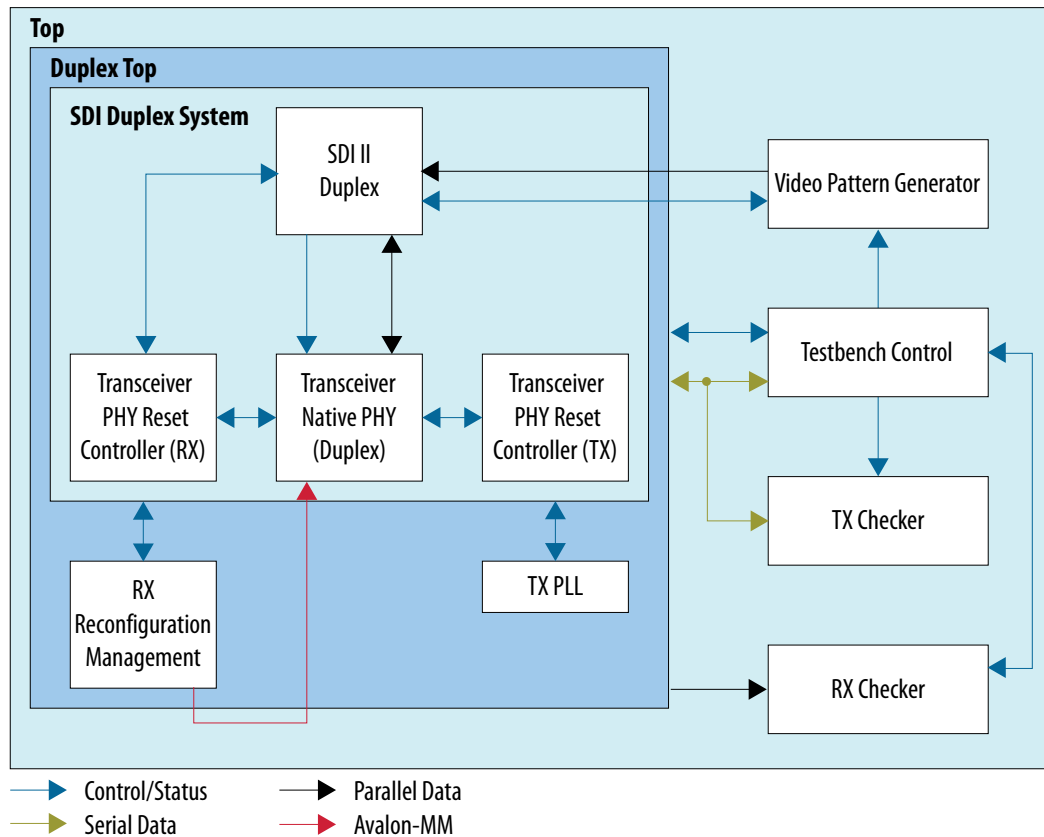 Top
Duplex Top
SDI Duplex System
SDI II
Duplex
Video Pattern Generator
Transceiver
PHY Reset
Controller (RX)
Transceiver
Native PHY
(Duplex)
Transceiver
PHY Reset
Controller (TX)
Testbench Control
TX Checker
RX
Reconfiguration
Management
TX PLL
RX Checker
Control/Status
Parallel Data
Serial Data
Avalon-MM